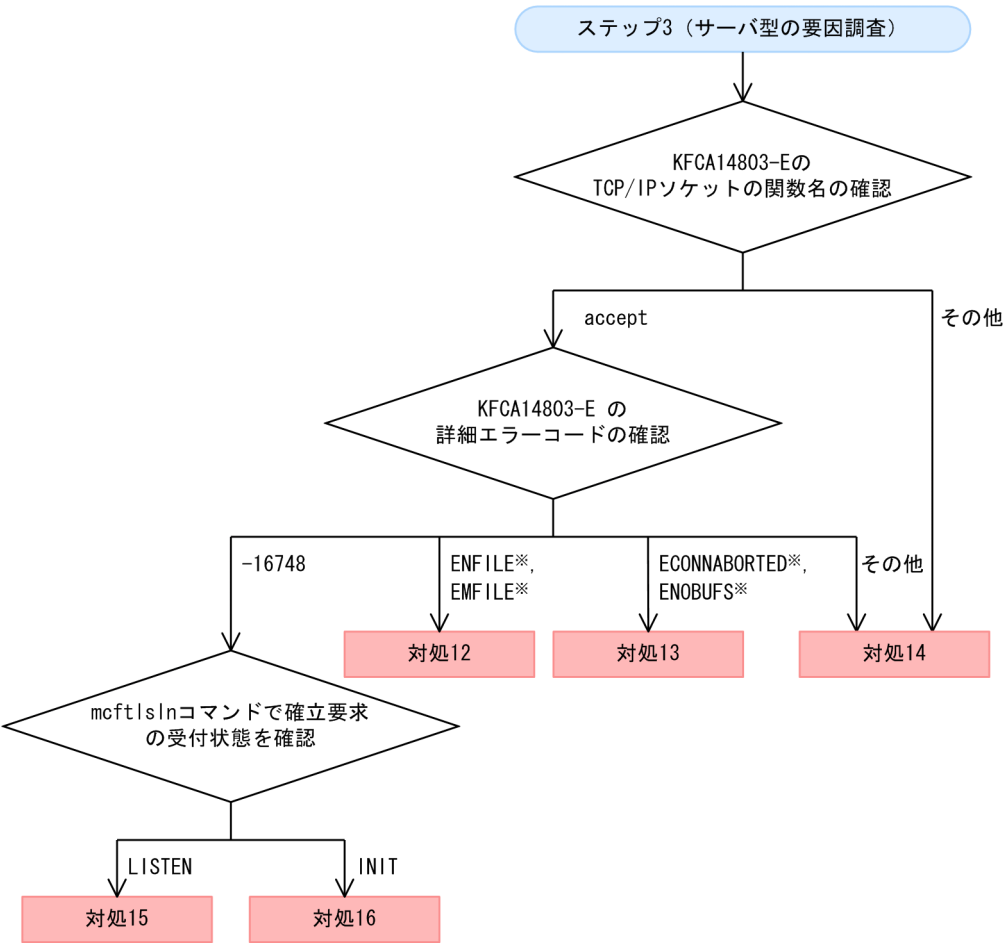 ステップ3（サーバ型の要因調査）
KFCA14803-Eの
TCP/IPソケットの関数名の確認
accept
その他
KFCA14803-E の
詳細エラーコードの確認
-16748
ENFILE※,
EMFILE※
ECONNABORTED※,
ENOBUFS※
その他
対処12
対処13
対処14
mcftlslnコマンドで確立要求
の受付状態を確認
LISTEN
INIT
対処15
対処16